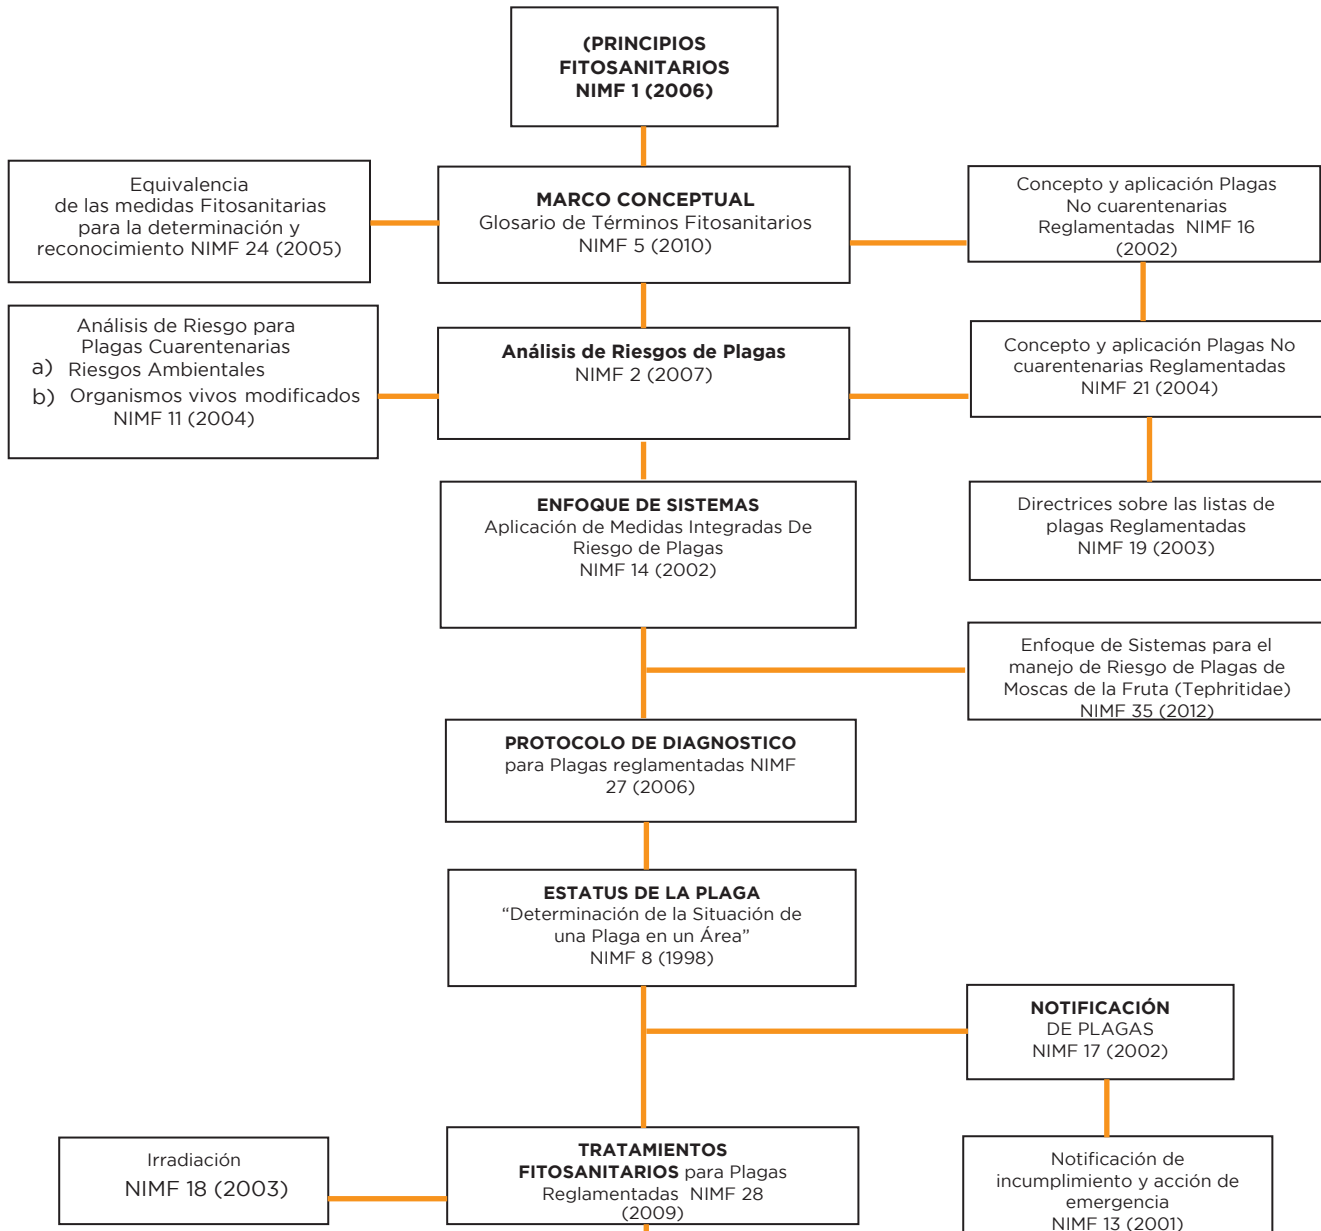 (PRINCIPIOS
FITOSANITARIOS
NIMF 1 (2006)
Equivalencia
de las medidas Fitosanitarias
para la determinación y
reconocimiento NIMF 24 (2005)
MARCO CONCEPTUAL
Glosario de Términos Fitosanitarios
NIMF 5 (2010)
Concepto y aplicación Plagas
No cuarentenarias
Reglamentadas NIMF 16
(2002)
Análisis de Riesgo para
Plagas Cuarentenarias
a) Riesgos Ambientales
b) Organismos vivos modificados
NIMF 11 (2004)
Análisis de Riesgos de Plagas
NIMF 2 (2007)
Concepto y aplicación Plagas No
cuarentenarias Reglamentadas
NIMF 21 (2004)
ENFOQUE DE SISTEMAS
Aplicación de Medidas Integradas De
Riesgo de Plagas
NIMF 14 (2002)
Directrices sobre las listas de
plagas Reglamentadas
NIMF 19 (2003)
Enfoque de Sistemas para el
manejo de Riesgo de Plagas de
Moscas de la Fruta (Tephritidae)
NIMF 35 (2012)
PROTOCOLO DE DIAGNOSTICO
para Plagas reglamentadas NIMF
27 (2006)
ESTATUS DE LA PLAGA
“Determinación de la Situación de
una Plaga en un Área”
NIMF 8 (1998)
NOTIFICACIÓN
DE PLAGAS
NIMF 17 (2002)
Irradiación
NIMF 18 (2003)
TRATAMIENTOS
FITOSANITARIOS para Plagas
Reglamentadas NIMF 28
(2009)
Notificación de
incumplimiento y acción de
emergencia
NIMF 13 (2001)